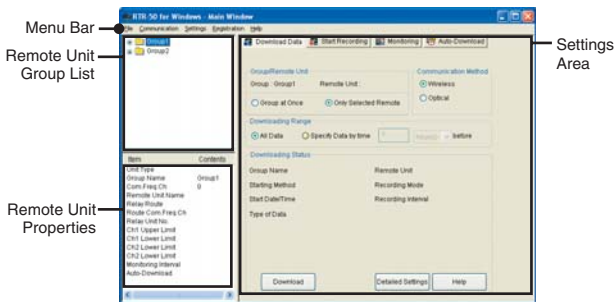 RTR-50 for Windows - Main Window
Menu Bar
File Communication Settings Registration Help
Remote Unit
Group List
Group1
Group2
Download Data Start Recording Monitoring Auto-Download
Settings
Area
Group/Remote Unit
Group : Group1 Remote Unit :
Group at Once Only Selected Remote
Communication Method
Wireless
Optical
Downloading Range
All Data Specify Data by time before
Downloading Status
Group Name Remote Unit
Starting Method Recording Mode
Start Date/Time Recording Interval
Type of Data
Download Detailed Settings Help
Remote Unit
Properties
Item Contents
Unit Type
Group Name Group1
Com.Freq.Ch 0
Remote Unit Name
Relay Route
Route Com.Freq.Ch
Relay Unit No.
Ch1 Upper Limit
Ch1 Lower Limit
Ch2 Lower Limit
Ch2 Lower Limit
Monitoring Interval
Auto-Download